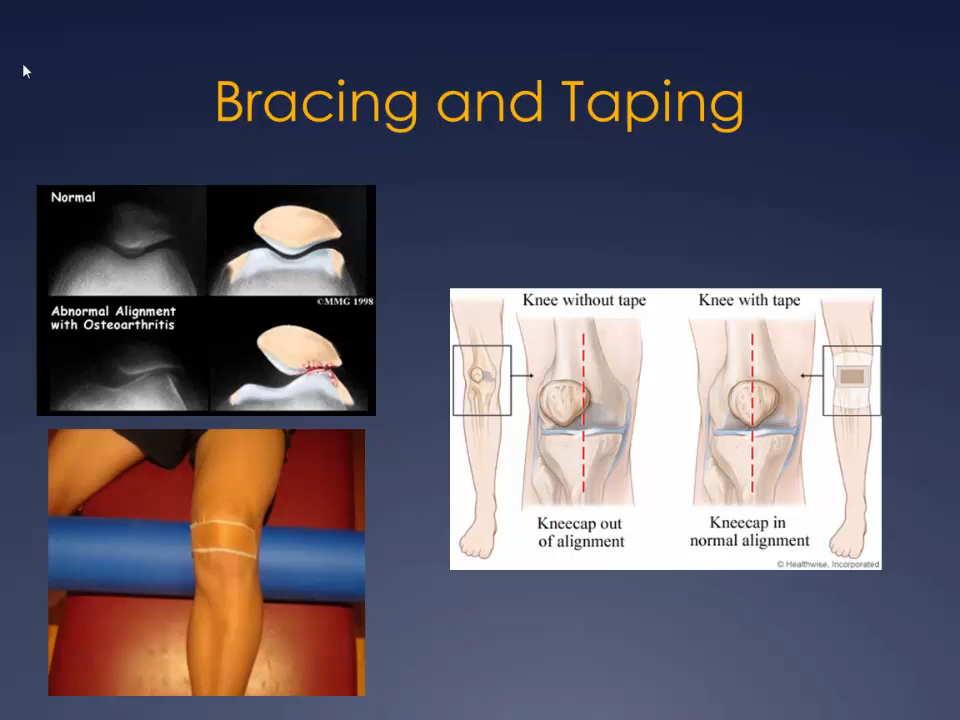 Bracing and Taping
Normal
©MMG 1998
Abnormal Alignment
with Osteoarthritis
Knee without tape
Knee with tape
Kneecap out
of alignment
Kneecap in
normal alignment
© Healthwise, Incorporated